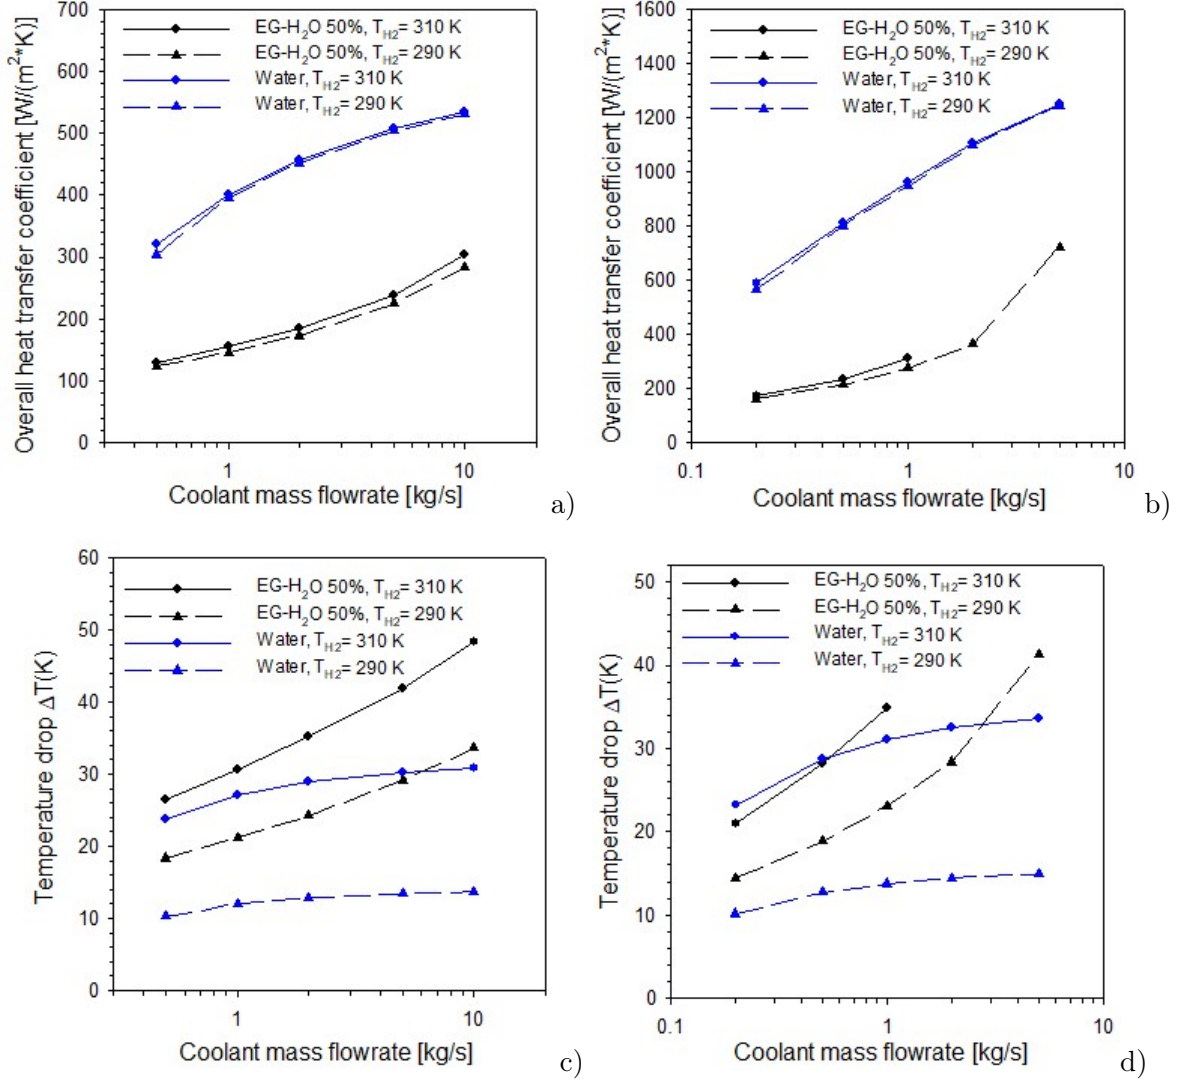 Overall heat transfer coefficient [W/(m²*K)]
700
600
500
400
300
200
100
0
EG-H₂O 50%, T_H2= 310 K
EG-H₂O 50%, T_H2= 290 K
Water, T_H2= 310 K
Water, T_H2= 290 K
1
10
Coolant mass flowrate [kg/s]
a)
Overall heat transfer coefficient [W/(m²*K)]
1600
1400
1200
1000
800
600
400
200
0
EG-H₂O 50%, T_H2= 310 K
EG-H₂O 50%, T_H2= 290 K
Water, T_H2= 310 K
Water, T_H2= 290 K
0.1
1
10
Coolant mass flowrate [kg/s]
b)
Temperature drop ΔT(K)
60
50
40
30
20
10
0
EG-H₂O 50%, T_H2= 310 K
EG-H₂O 50%, T_H2= 290 K
Water, T_H2= 310 K
Water, T_H2= 290 K
1
10
Coolant mass flowrate [kg/s]
c)
Temperature drop ΔT(K)
50
40
30
20
10
0
EG-H₂O 50%, T_H2= 310 K
EG-H₂O 50%, T_H2= 290 K
Water, T_H2= 310 K
Water, T_H2= 290 K
0.1
1
10
Coolant mass flowrate [kg/s]
d)